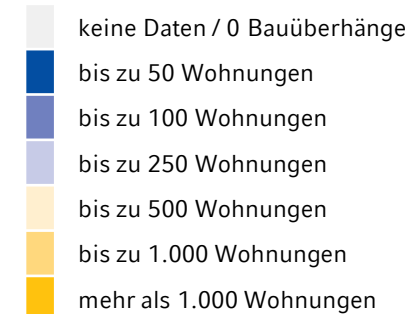 keine Daten / 0 Bauüberhänge
bis zu 50 Wohnungen
bis zu 100 Wohnungen
bis zu 250 Wohnungen
bis zu 500 Wohnungen
bis zu 1.000 Wohnungen
mehr als 1.000 Wohnungen